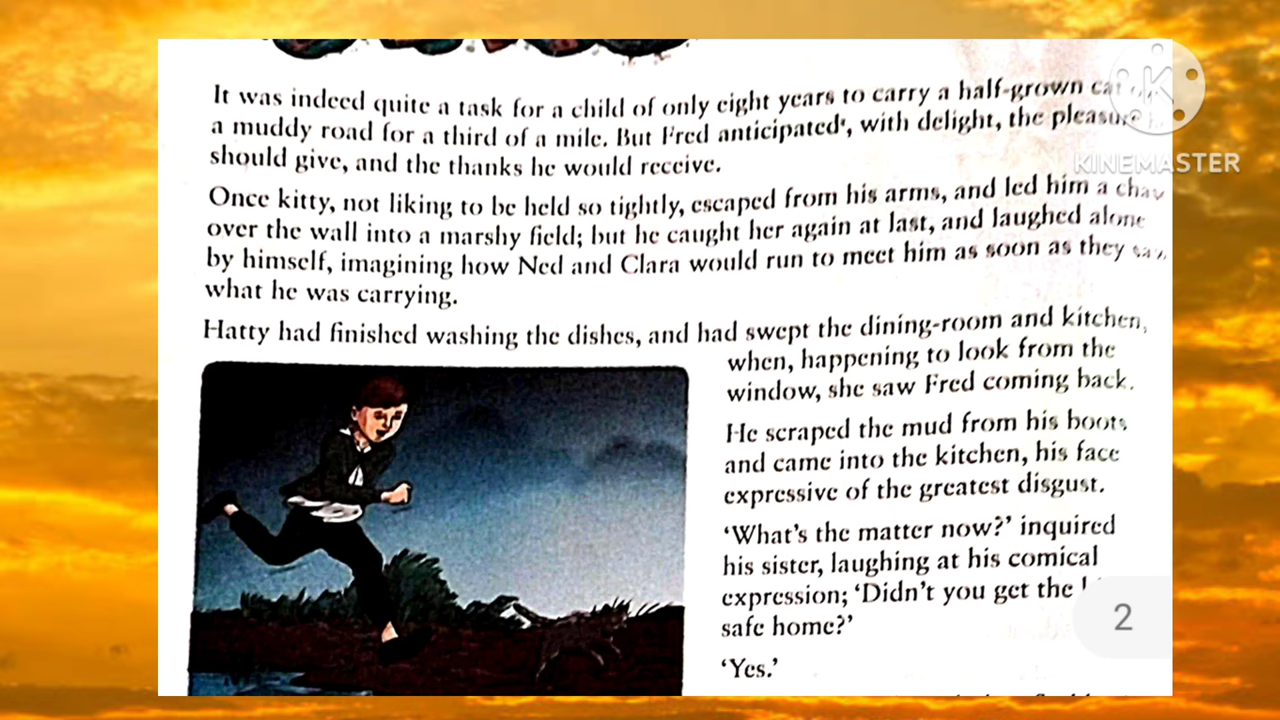 It was indeed quite a task for a child of only eight years to carry a half-grown
a muddy road for a third of a mile. But Fred anticipated', with delight, the pleasure
should give, and the thanks he would receive.
Once kitty, not liking to be held so tightly, escaped from his arms, and led him a
over the wall into a marshy field; but he caught her again at last, and laughed alone
by himself, imagining how Ned and Clara would run to meet him as soon as they
what he was carrying.
Hatty had finished washing the dishes, and had swept the dining-room and kitchen,
when, happening to look from the
window, she saw Fred coming back.
He scraped the mud from his boots
and came into the kitchen, his face
expressive of the greatest disgust.
‘What's the matter now?’ inquired
his sister, laughing at his comical
expression; ‘Didn't you get the
safe home?’
‘Yes.’
KINEMASTER
2